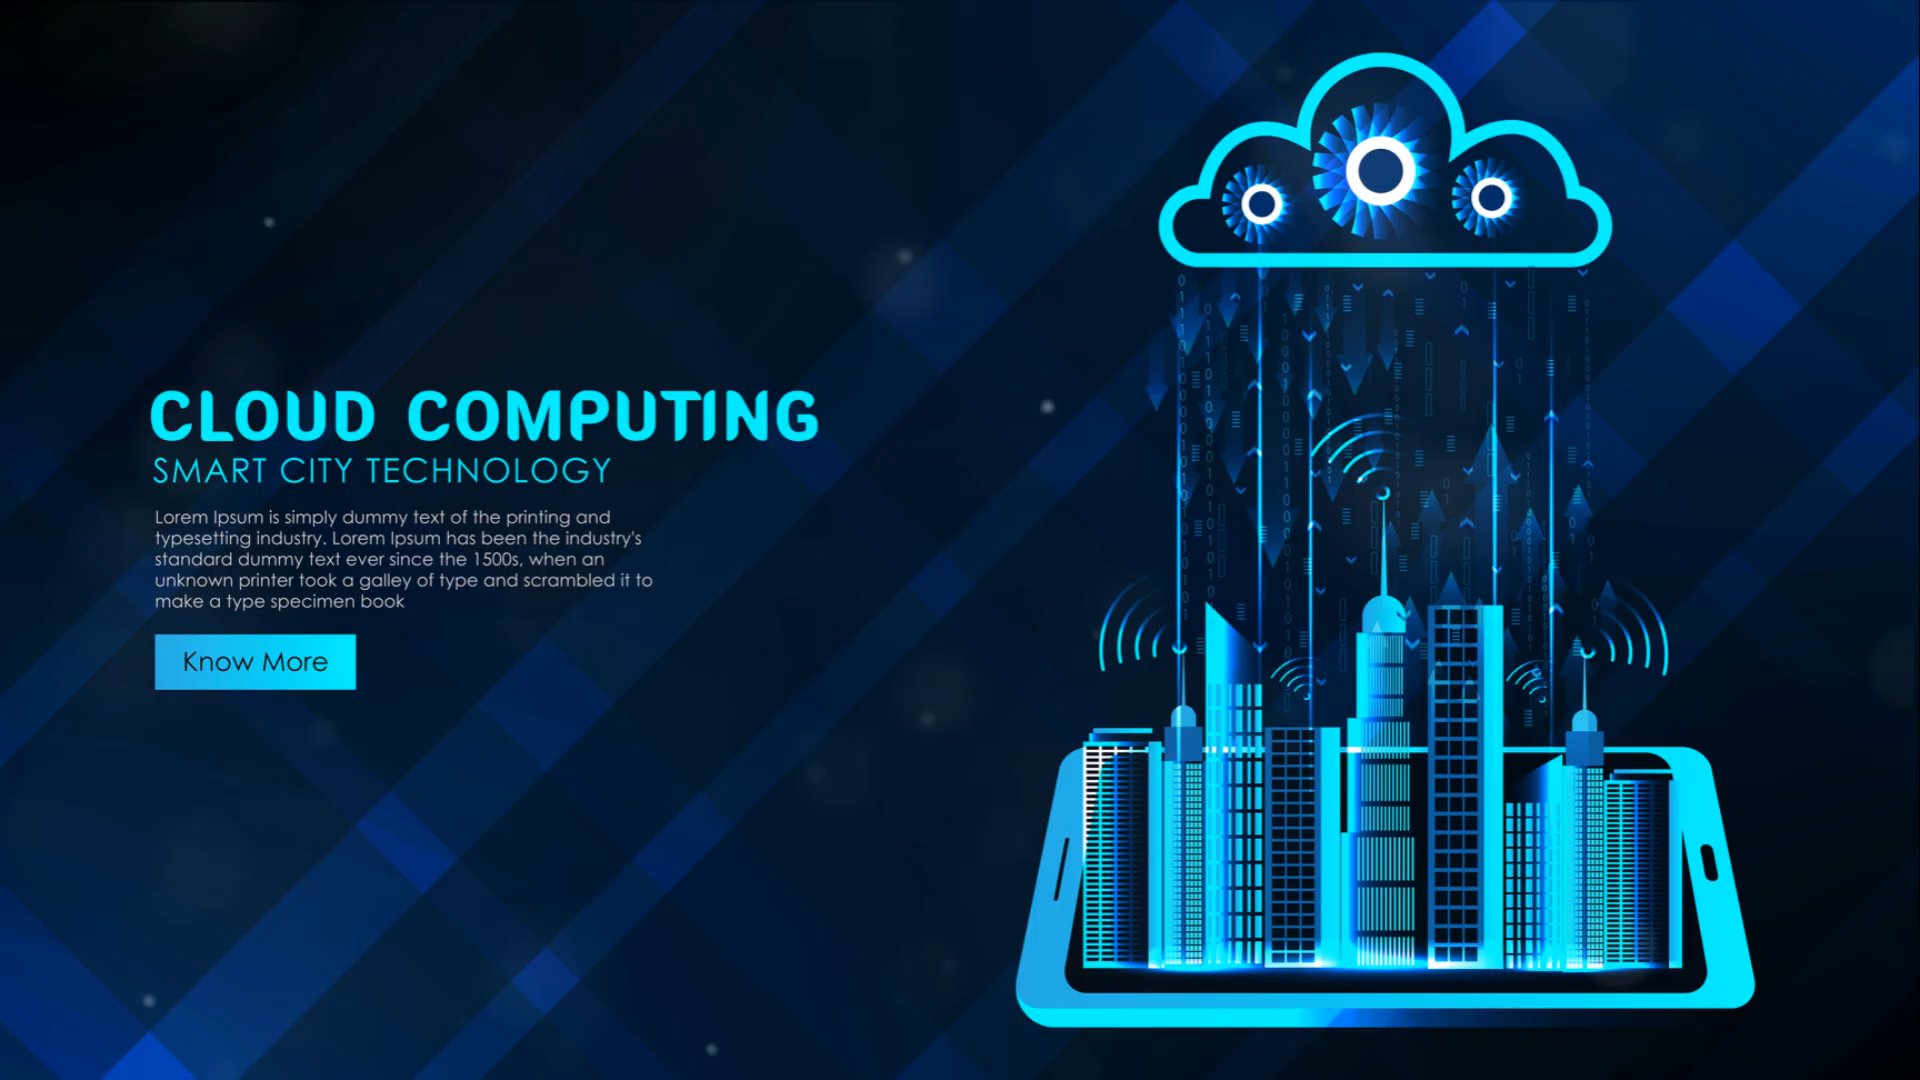 CLOUD COMPUTING
SMART CITY TECHNOLOGY
Lorem Ipsum is simply dummy text of the printing and
typesetting industry. Lorem Ipsum has been the industry's
standard dummy text ever since the 1500s, when an
unknown printer took a galley of type and scrambled it to
make a type specimen book
Know More